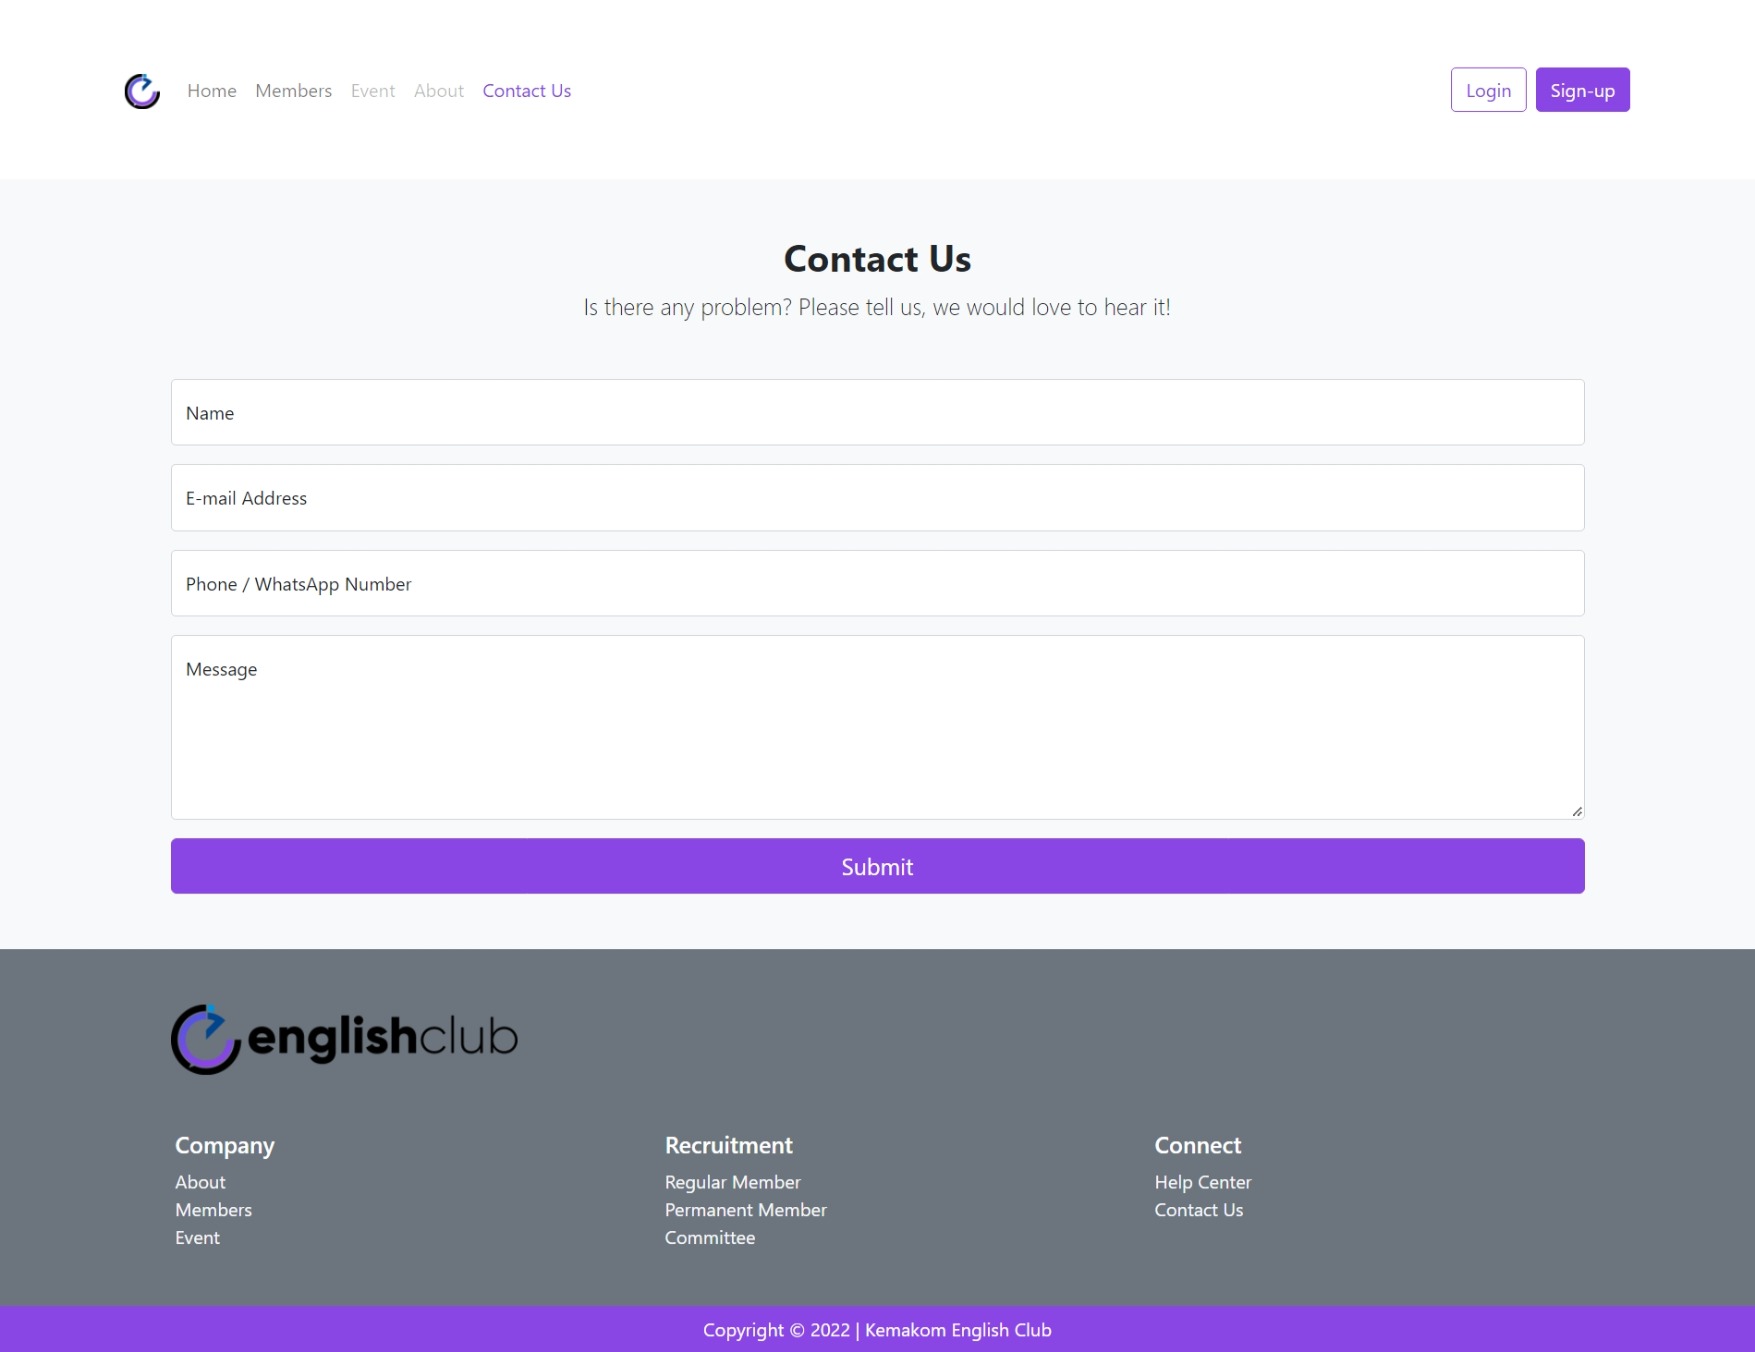 Home Members Event About Contact Us Login Sign-up
Contact Us
Is there any problem? Please tell us, we would love to hear it!
Name
E-mail Address
Phone / WhatsApp Number
Message
Submit
englishclub
Company
About
Members
Event
Recruitment
Regular Member
Permanent Member
Committee
Connect
Help Center
Contact Us
Copyright © 2022 | Kemakom English Club